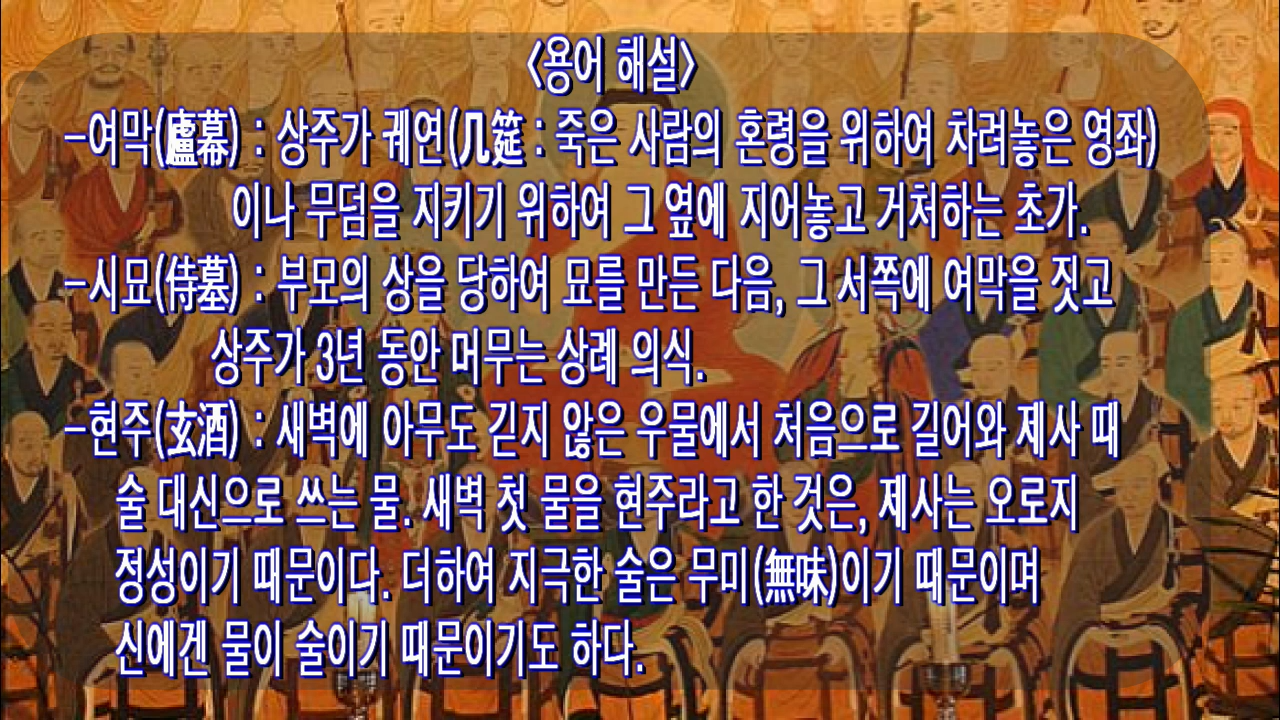 <용어 해설>
-여막(廬幕) : 상주가 궤연(几筵 : 죽은 사람의 혼령을 위하여 차려놓은 영좌)
이나 무덤을 지키기 위하여 그 옆에 지어놓고 거처하는 초가.
-시묘(侍墓) : 부모의 상을 당하여 묘를 만든 다음, 그 서쪽에 여막을 짓고
상주가 3년 동안 머무는 상례 의식.
-현주(玄酒) : 새벽에 아무도 긷지 않은 우물에서 처음으로 길어와 제사 때
술 대신으로 쓰는 물. 새벽 첫 물을 현주라고 한 것은, 제사는 오로지
정성이기 때문이다. 더하여 지극한 술은 무미(無味)이기 때문이며
신에겐 물이 술이기 때문이기도 하다.